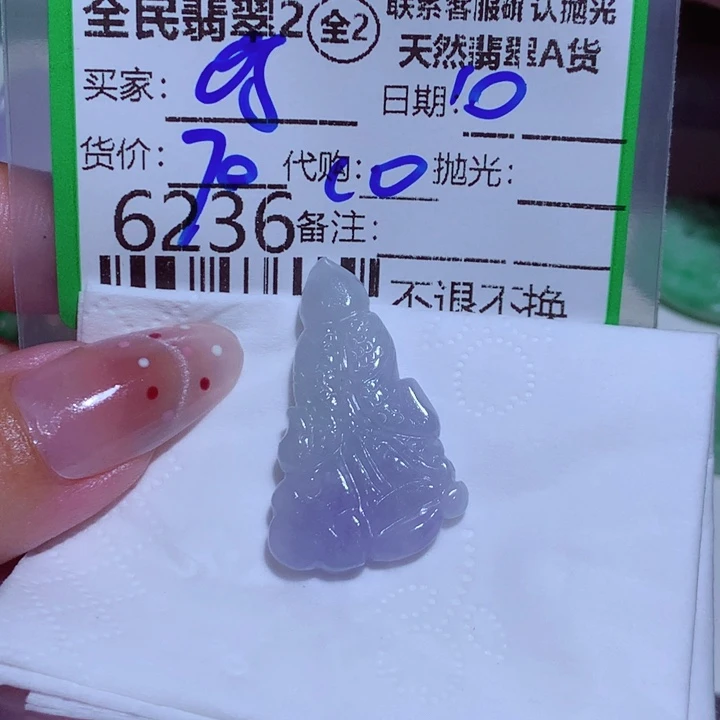 全民翡翠2 全2 联系客服确认抛光
天然翡翠A货
买家: 日期: 10
货价: 70 代购: 10 抛光:
6236 备注:
不退不换